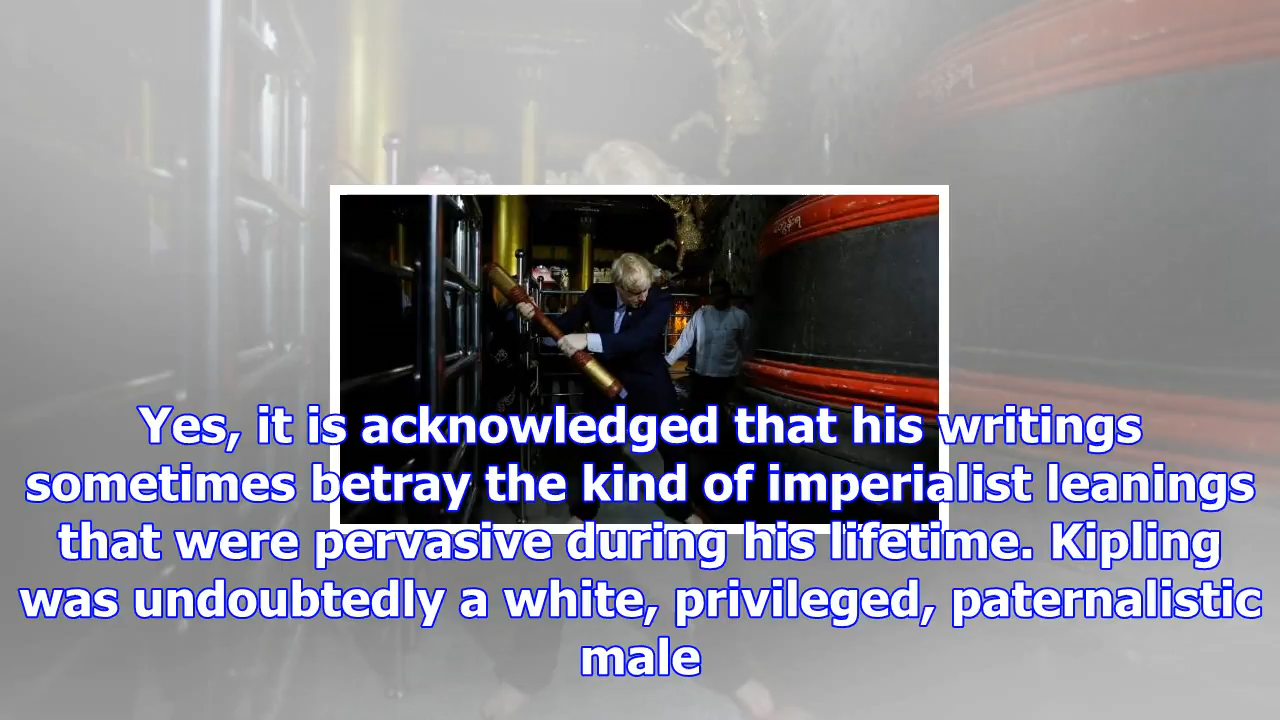 Yes, it is acknowledged that his writings
sometimes betray the kind of imperialist leanings
that were pervasive during his lifetime. Kipling
was undoubtedly a white, privileged, paternalistic
male